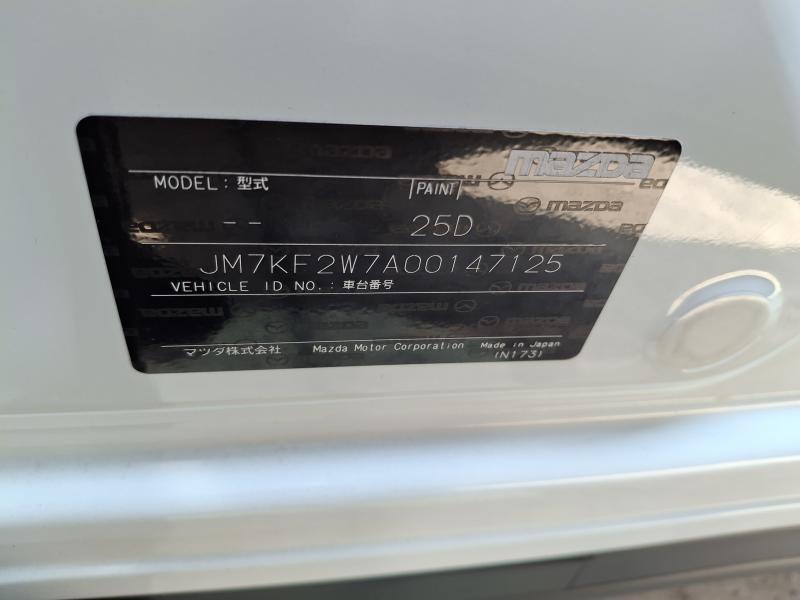 mazda
MODEL：型式
PAINT
-- 25D
JM7KF2W7A00147125
VEHICLE ID NO.：車台番号
マツダ株式会社 Mazda Motor Corporation Made in Japan
(N173)